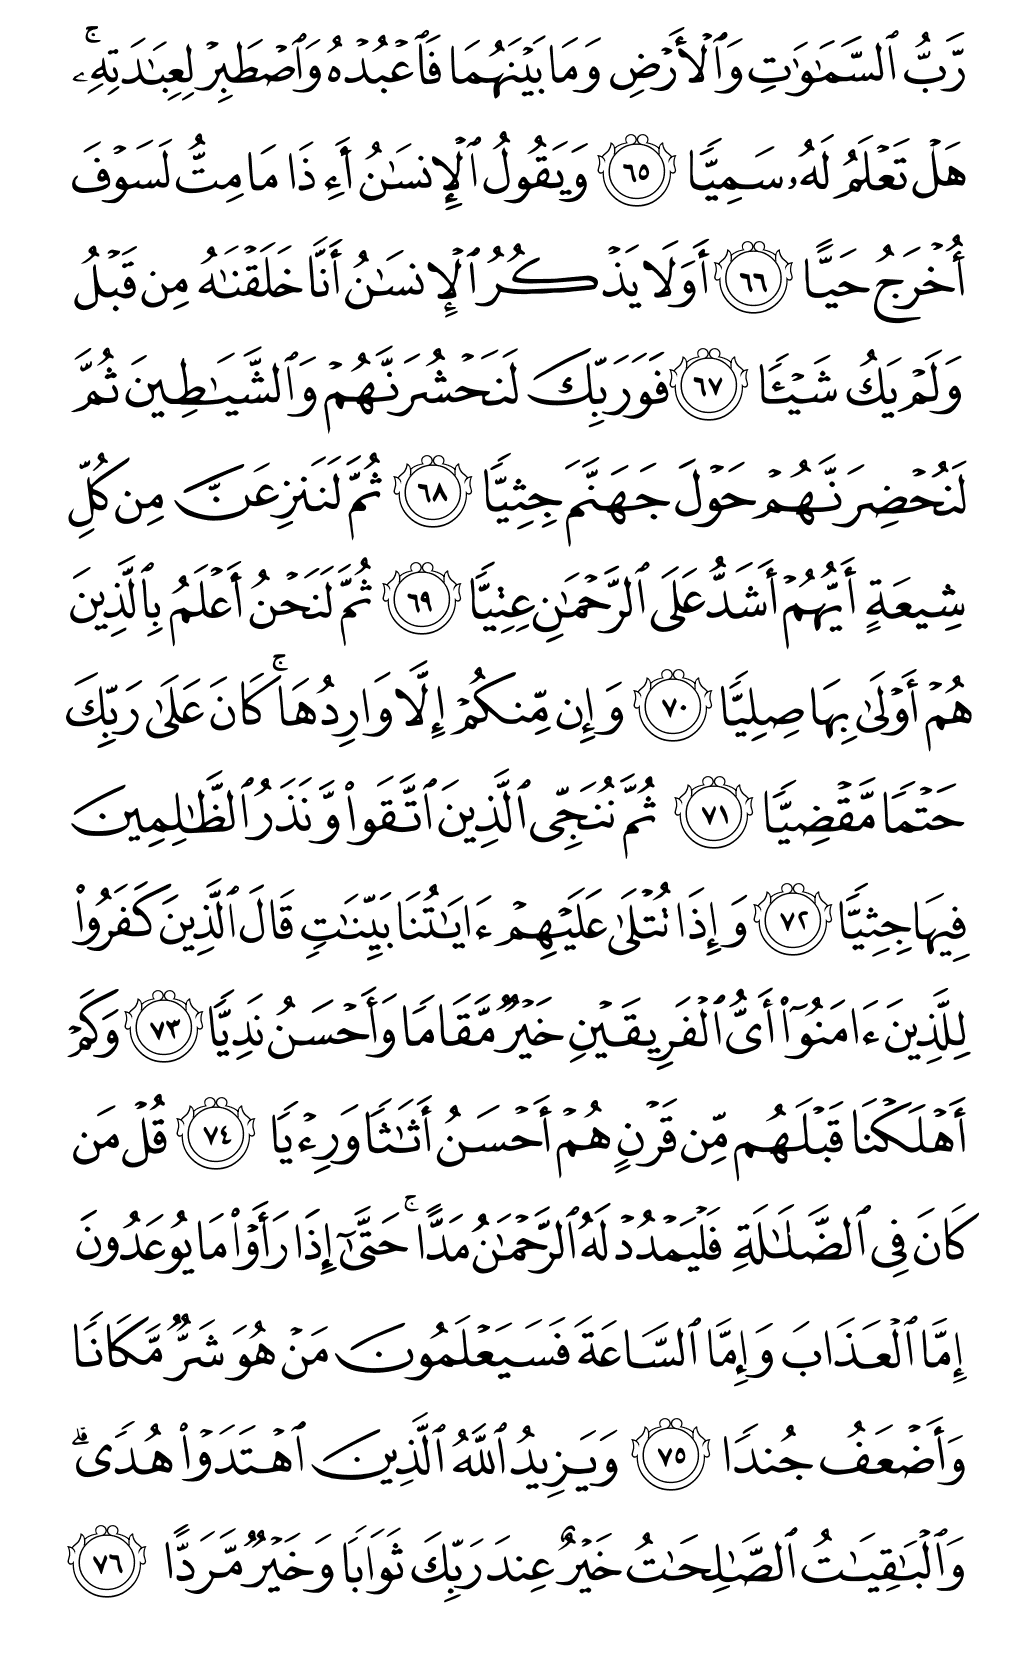 رَّبُّ ٱلسَّمَٰوَٰتِ وَٱلۡأَرۡضِ وَمَا بَيۡنَهُمَا فَٱعۡبُدۡهُ وَٱصۡطَبِرۡ لِعِبَٰدَتِهِۦۚ
هَلۡ تَعۡلَمُ لَهُۥ سَمِيّٗا ٦٥ وَيَقُولُ ٱلۡإِنسَٰنُ أَءِذَا مَا مِتُّ لَسَوۡفَ
أُخۡرَجُ حَيًّا ٦٦ أَوَلَا يَذۡكُرُ ٱلۡإِنسَٰنُ أَنَّا خَلَقۡنَٰهُ مِن قَبۡلُ
وَلَمۡ يَكُ شَيۡـٔٗا ٦٧ فَوَرَبِّكَ لَنَحۡشُرَنَّهُمۡ وَٱلشَّيَٰطِينَ ثُمَّ
لَنُحۡضِرَنَّهُمۡ حَوۡلَ جَهَنَّمَ جِثِيّٗا ٦٨ ثُمَّ لَنَنزِعَنَّ مِن كُلِّ
شِيعَةٍ أَيُّهُمۡ أَشَدُّ عَلَى ٱلرَّحۡمَٰنِ عِتِيّٗا ٦٩ ثُمَّ لَنَحۡنُ أَعۡلَمُ بِٱلَّذِينَ
هُمۡ أَوۡلَىٰ بِهَا صِلِيّٗا ٧٠ وَإِن مِّنكُمۡ إِلَّا وَارِدُهَاۚ كَانَ عَلَىٰ رَبِّكَ
حَتۡمٗا مَّقۡضِيّٗا ٧١ ثُمَّ نُنَجِّي ٱلَّذِينَ ٱتَّقَواْ وَّنَذَرُ ٱلظَّٰلِمِينَ
فِيهَا جِثِيّٗا ٧٢ وَإِذَا تُتۡلَىٰ عَلَيۡهِمۡ ءَايَٰتُنَا بَيِّنَٰتٖ قَالَ ٱلَّذِينَ كَفَرُواْ
لِلَّذِينَ ءَامَنُوٓاْ أَيُّ ٱلۡفَرِيقَيۡنِ خَيۡرٞ مَّقَامٗا وَأَحۡسَنُ نَدِيّٗا ٧٣ وَكَمۡ
أَهۡلَكۡنَا قَبۡلَهُم مِّن قَرۡنٍ هُمۡ أَحۡسَنُ أَثَٰثٗا وَرِءۡيٗا ٧٤ قُلۡ مَن
كَانَ فِي ٱلضَّلَٰلَةِ فَلۡيَمۡدُدۡ لَهُ ٱلرَّحۡمَٰنُ مَدًّاۚ حَتَّىٰٓ إِذَا رَأَوۡاْ مَا يُوعَدُونَ
إِمَّا ٱلۡعَذَابَ وَإِمَّا ٱلسَّاعَةَ فَسَيَعۡلَمُونَ مَنۡ هُوَ شَرّٞ مَّكَانٗا
وَأَضۡعَفُ جُندٗا ٧٥ وَيَزِيدُ ٱللَّهُ ٱلَّذِينَ ٱهۡتَدَوۡاْ هُدٗىۗ
وَٱلۡبَٰقِيَٰتُ ٱلصَّٰلِحَٰتُ خَيۡرٌ عِندَ رَبِّكَ ثَوَابٗا وَخَيۡرٞ مَّرَدًّا ٧٦